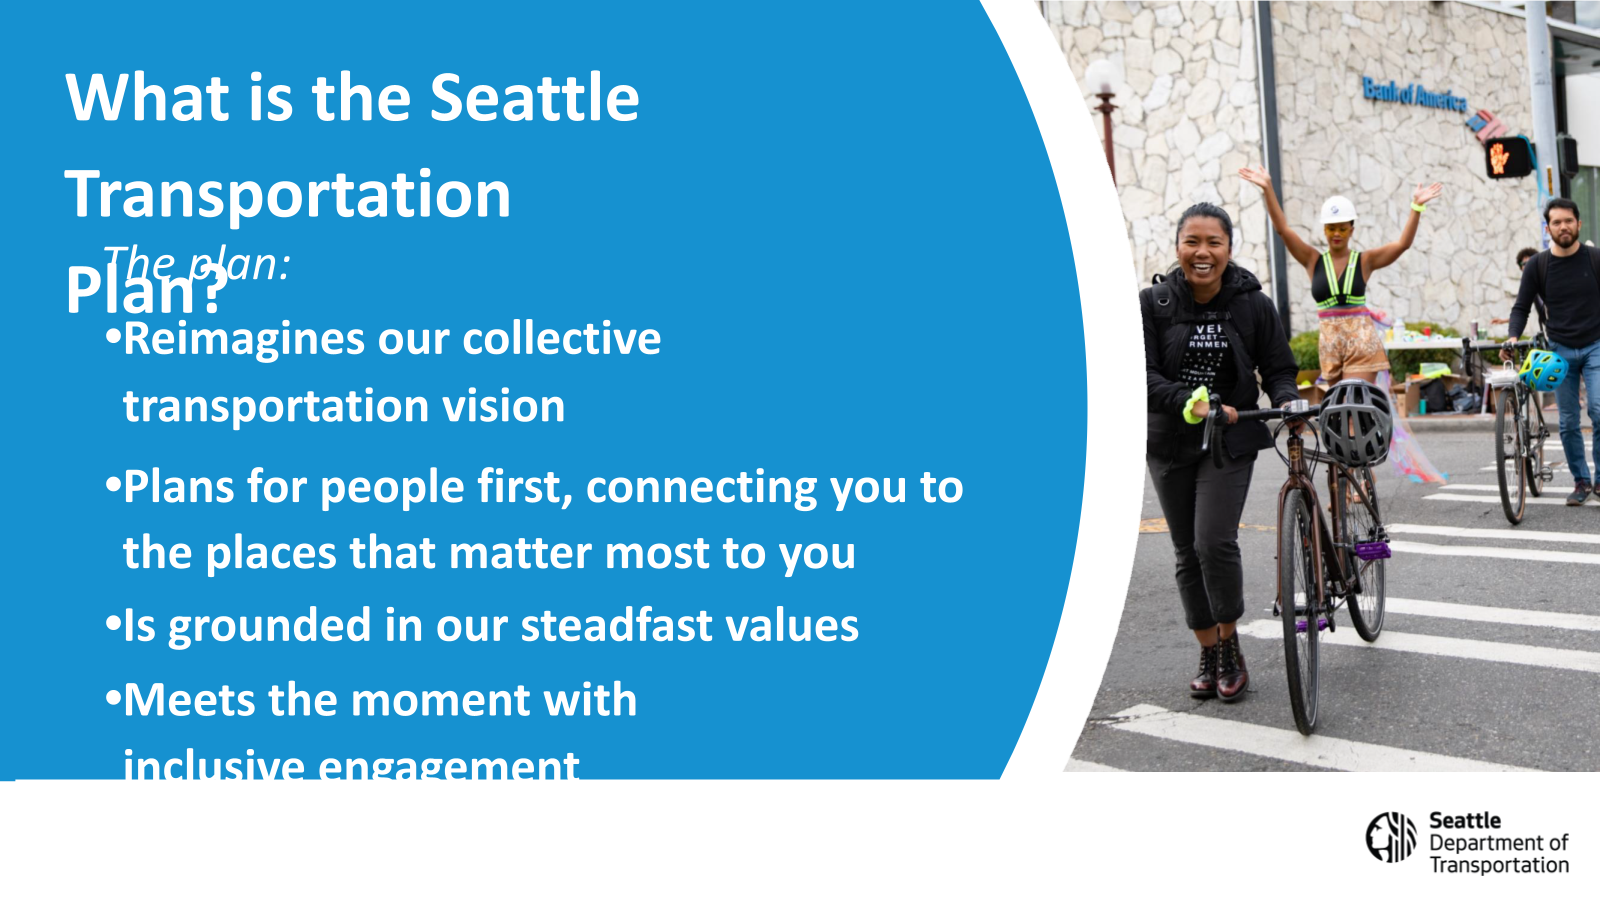 What is the Seattle
Transportation
Plan?
The plan:
•Reimagines our collective
transportation vision
•Plans for people first, connecting you to
the places that matter most to you
•Is grounded in our steadfast values
•Meets the moment with
inclusive engagement
Bank of America
Seattle
Department of
Transportation